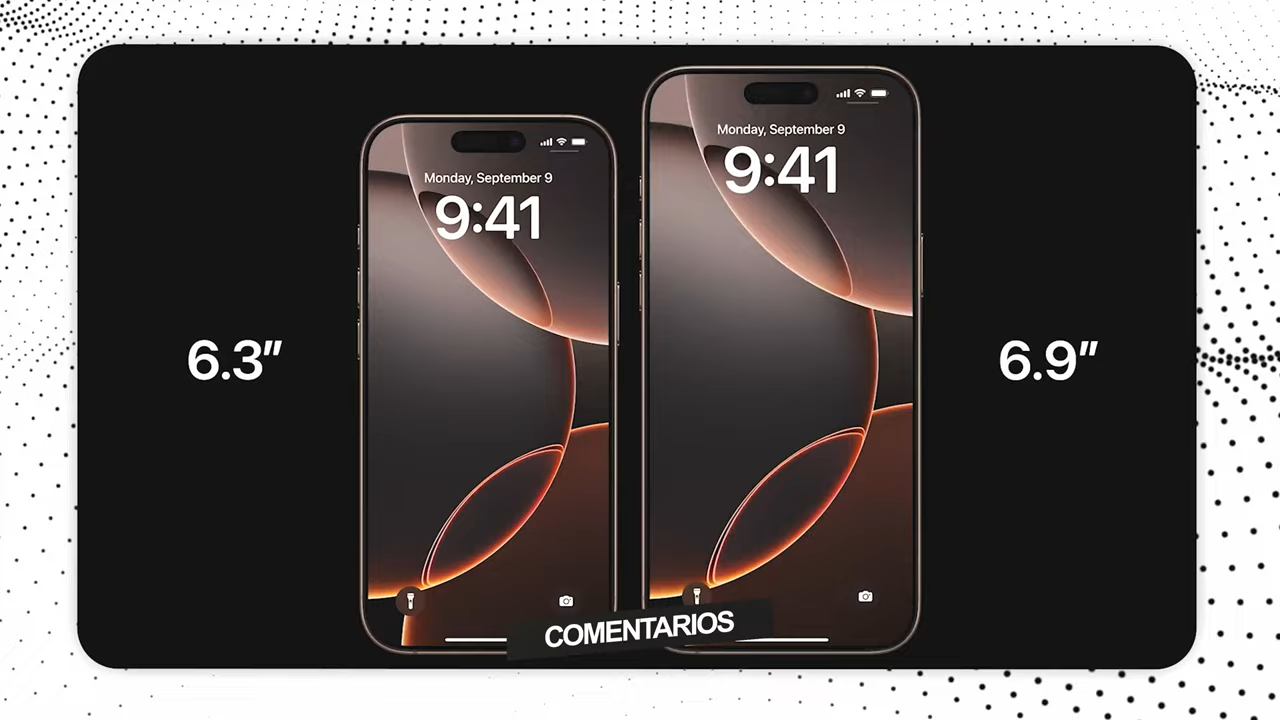 6.3"
Monday, September 9
9:41
Monday, September 9
9:41
6.9"
COMENTARIOS